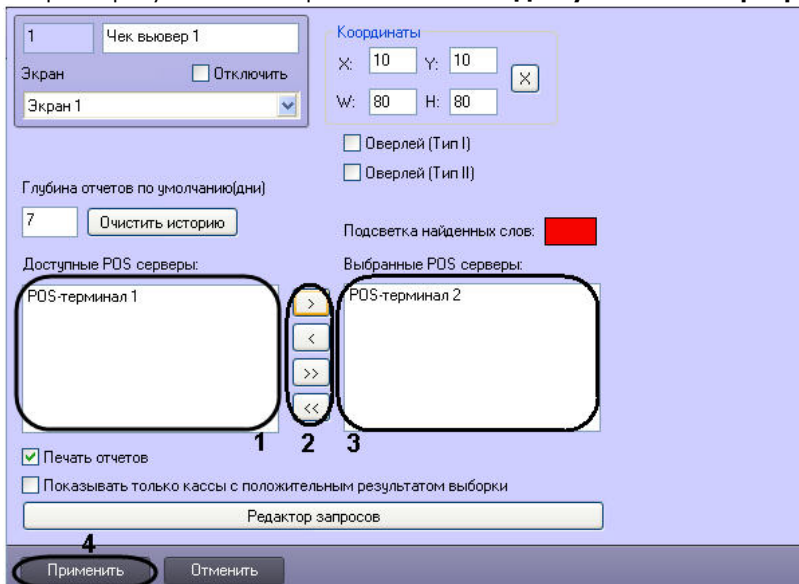 1 Чек вьювер 1
Экран Отключить
Экран 1
Координаты
X: 10 Y: 10 X
W: 80 H: 80
Оверлей (Тип I)
Оверлей (Тип II)
Глубина отчетов по умолчанию(дни)
7 Очистить историю
Подсветка найденных слов:
Доступные POS серверы:
Выбранные POS серверы:
POS-терминал 1
>
POS-терминал 2
<
>>
<<
1 2 3
Печать отчетов
Показывать только кассы с положительным результатом выборки
Редактор запросов
4
Применить Отменить